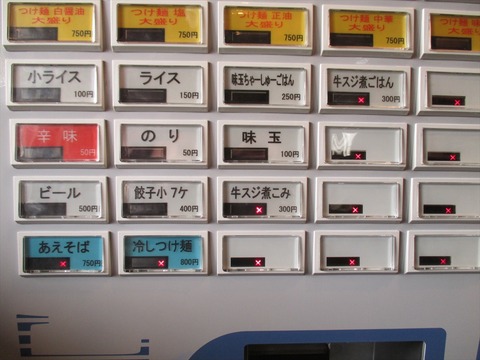 つけ麺 白醤油
大盛り
750円
つけ麺 塩
大盛り
750円
つけ麺 正油
大盛り
750円
つけ麺 中華
大盛り
750円
つけ麺
大盛り
小ライス
100円
ライス
150円
味玉ちゃーしゅーごはん
250円
牛スジ煮ごはん
300円
辛味
50円
のり
50円
味玉
100円
ビール
500円
餃子小 7ケ
400円
牛スジ煮こみ
300円
あえそば
750円
冷しつけ麺
800円